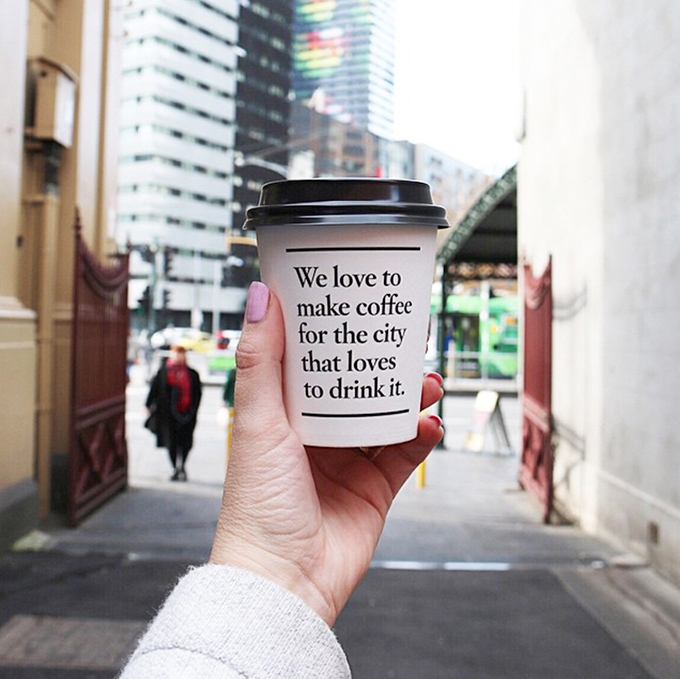 We love to
make coffee
for the city
that loves
to drink it.